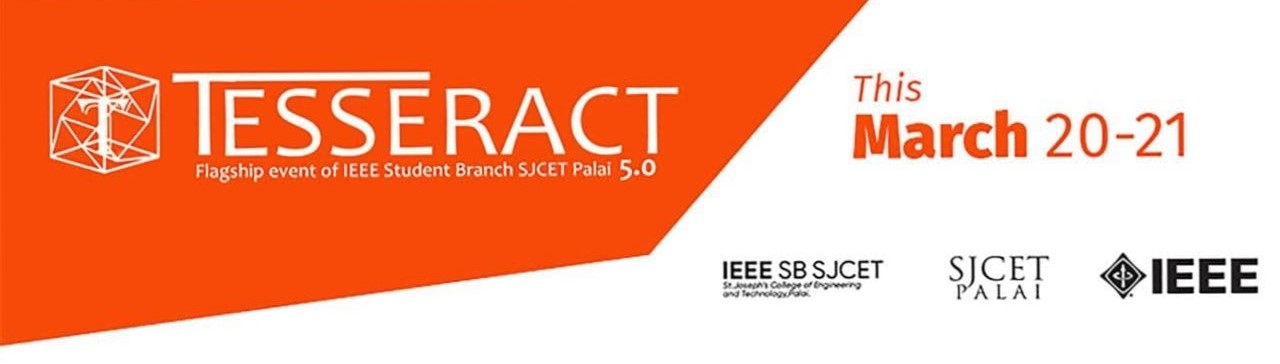 TESSERACT
Flagship event of IEEE Student Branch SJCET Palai 5.0
This
March 20-21
IEEE SB SJCET
St.Joseph's College of Engineering
and Technology,Palai.
SJCET
PALAI
IEEE